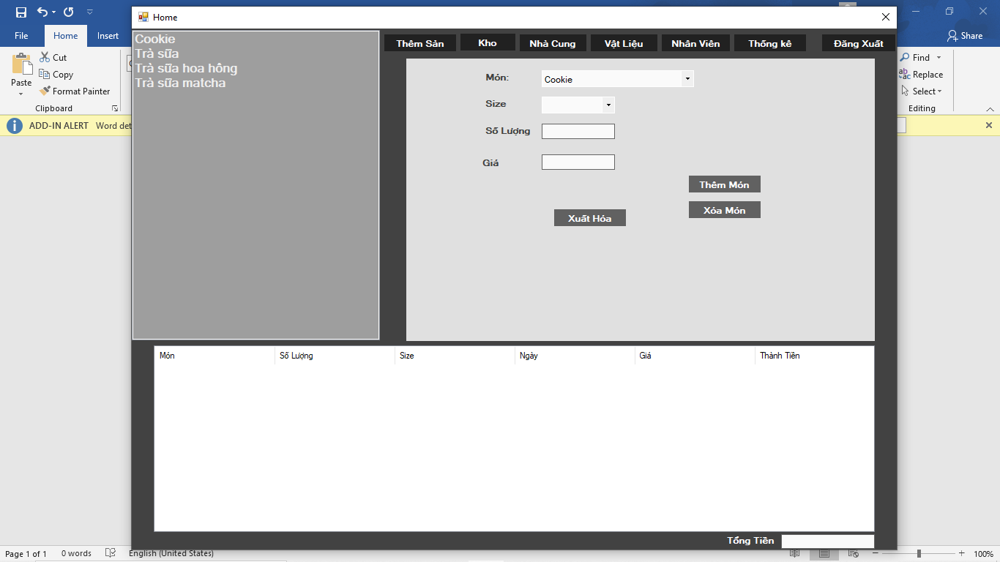 Home
File
Home
Insert
Share
Cut
Copy
Paste
Format Painter
Clipboard
Find
Replace
Select
Editing
ADD-IN ALERT Word det
Cookie
Trà sữa
Trà sữa hoa hồng
Trà sữa matcha
Thêm Sản
Kho
Nhà Cung
Vật Liệu
Nhân Viên
Thống kê
Đăng Xuất
Món:
Cookie
Size
Số Lượng
Giá
Thêm Món
Xóa Món
Xuất Hóa
Món
Số Lượng
Size
Ngày
Giá
Thành Tiền
Tổng Tiền
Page 1 of 1
0 words
English (United States)
100%